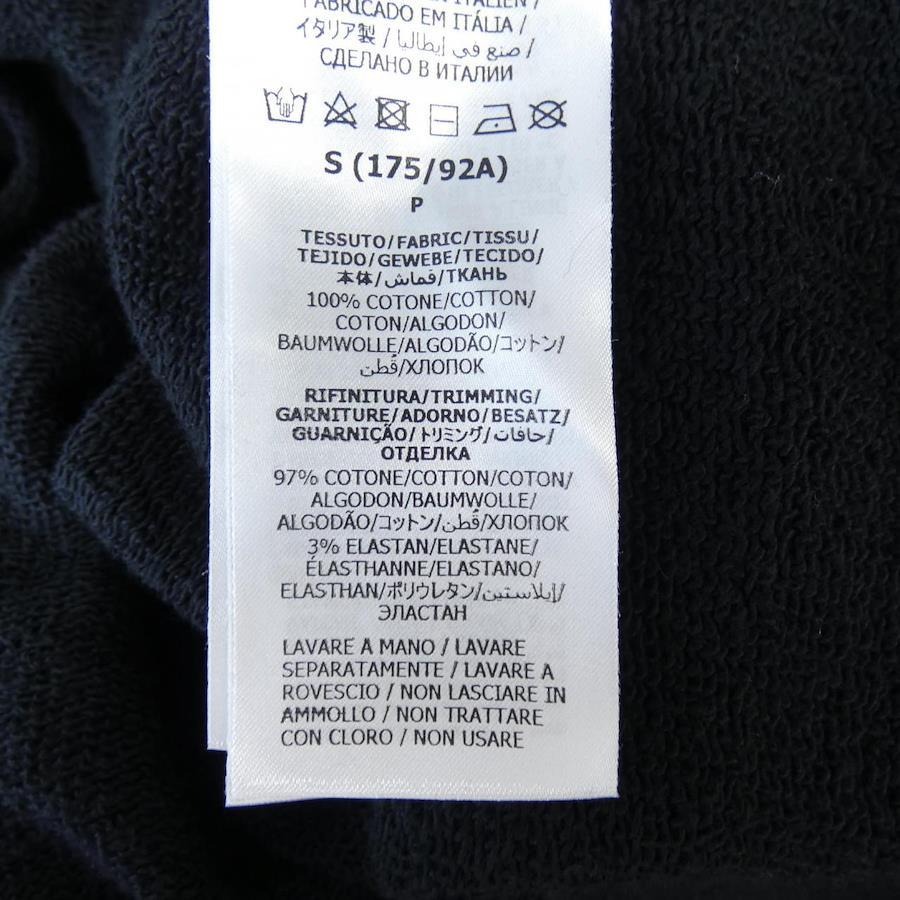 FABRICADO EM ITÁLIA /
イタリア製 / صنع في إيطاليا /
СДЕЛАНО В ИТАЛИИ
S (175/92A)
P
TESSUTO/FABRIC/TISSU/
TEJIDO/GEWEBE/TECIDO/
本体/قماش/ТКАНЬ
100% COTONE/COTTON/
COTON/ALGODON/
BAUMWOLLE/ALGODÃO/コットン/
قُطن/ХЛОПОК
RIFINITURA/TRIMMING/
GARNITURE/ADORNO/BESATZ/
GUARNIÇÃO/トリミング/حافات/
ОТДЕЛКА
97% COTONE/COTTON/COTON/
ALGODON/BAUMWOLLE/
ALGODÃO/コットン/قُطن/ХЛОПОК
3% ELASTAN/ELASTANE/
ÉLASTHANNE/ELASTANO/
ELASTHAN/ポリウレタン/إيلاستين/
ЭЛАСТАН
LAVARE A MANO / LAVARE
SEPARATAMENTE / LAVARE A
ROVESCIO / NON LASCIARE IN
AMMOLLO / NON TRATTARE
CON CLORO / NON USARE